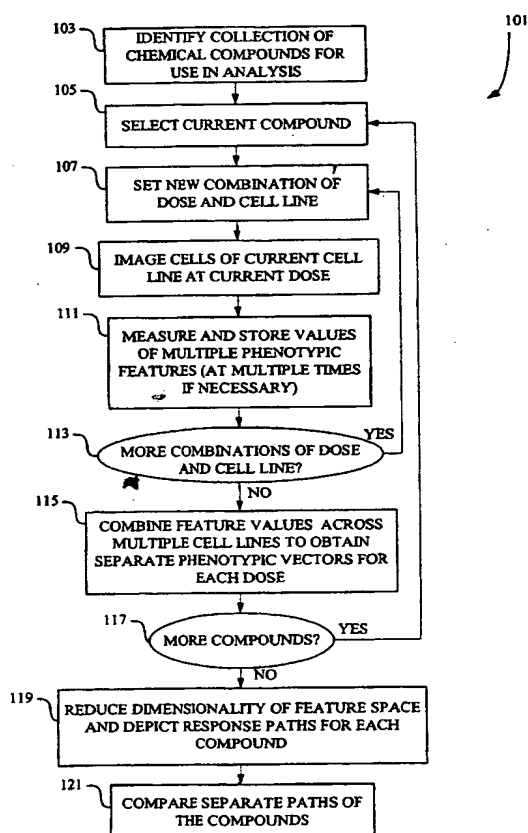 101
103
IDENTIFY COLLECTION OF
CHEMICAL COMPOUNDS FOR
USE IN ANALYSIS
105
SELECT CURRENT COMPOUND
107
SET NEW COMBINATION OF
DOSE AND CELL LINE
109
IMAGE CELLS OF CURRENT CELL
LINE AT CURRENT DOSE
111
MEASURE AND STORE VALUES
OF MULTIPLE PHENOTYPIC
FEATURES (AT MULTIPLE TIMES
IF NECESSARY)
113
MORE COMBINATIONS OF DOSE
AND CELL LINE?
YES
NO
115
COMBINE FEATURE VALUES ACROSS
MULTIPLE CELL LINES TO OBTAIN
SEPARATE PHENOTYPIC VECTORS FOR
EACH DOSE
117
MORE COMPOUNDS?
YES
NO
119
REDUCE DIMENSIONALITY OF FEATURE SPACE
AND DEPICT RESPONSE PATHS FOR EACH
COMPOUND
121
COMPARE SEPARATE PATHS OF
THE COMPOUNDS